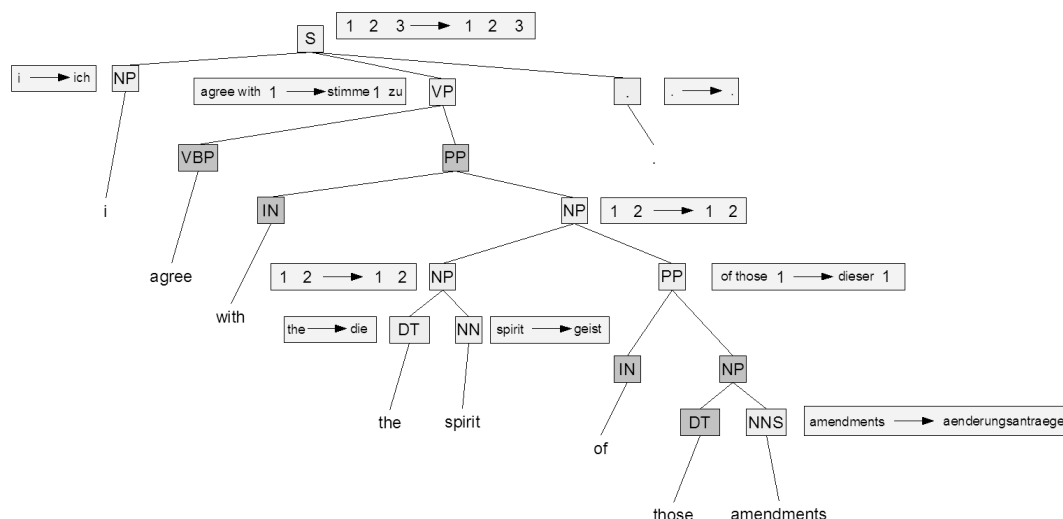 1 2 3 → 1 2 3
S
i → ich
NP
agree with 1 → stimme 1 zu
VP
.
. → .
VBP
PP
.
i
IN
NP
1 2 → 1 2
agree
1 2 → 1 2
NP
PP
of those 1 → dieser 1
with
the → die
DT
NN
spirit → geist
IN
NP
the
spirit
of
DT
NNS
amendments → aenderungsantraege
those
amendments